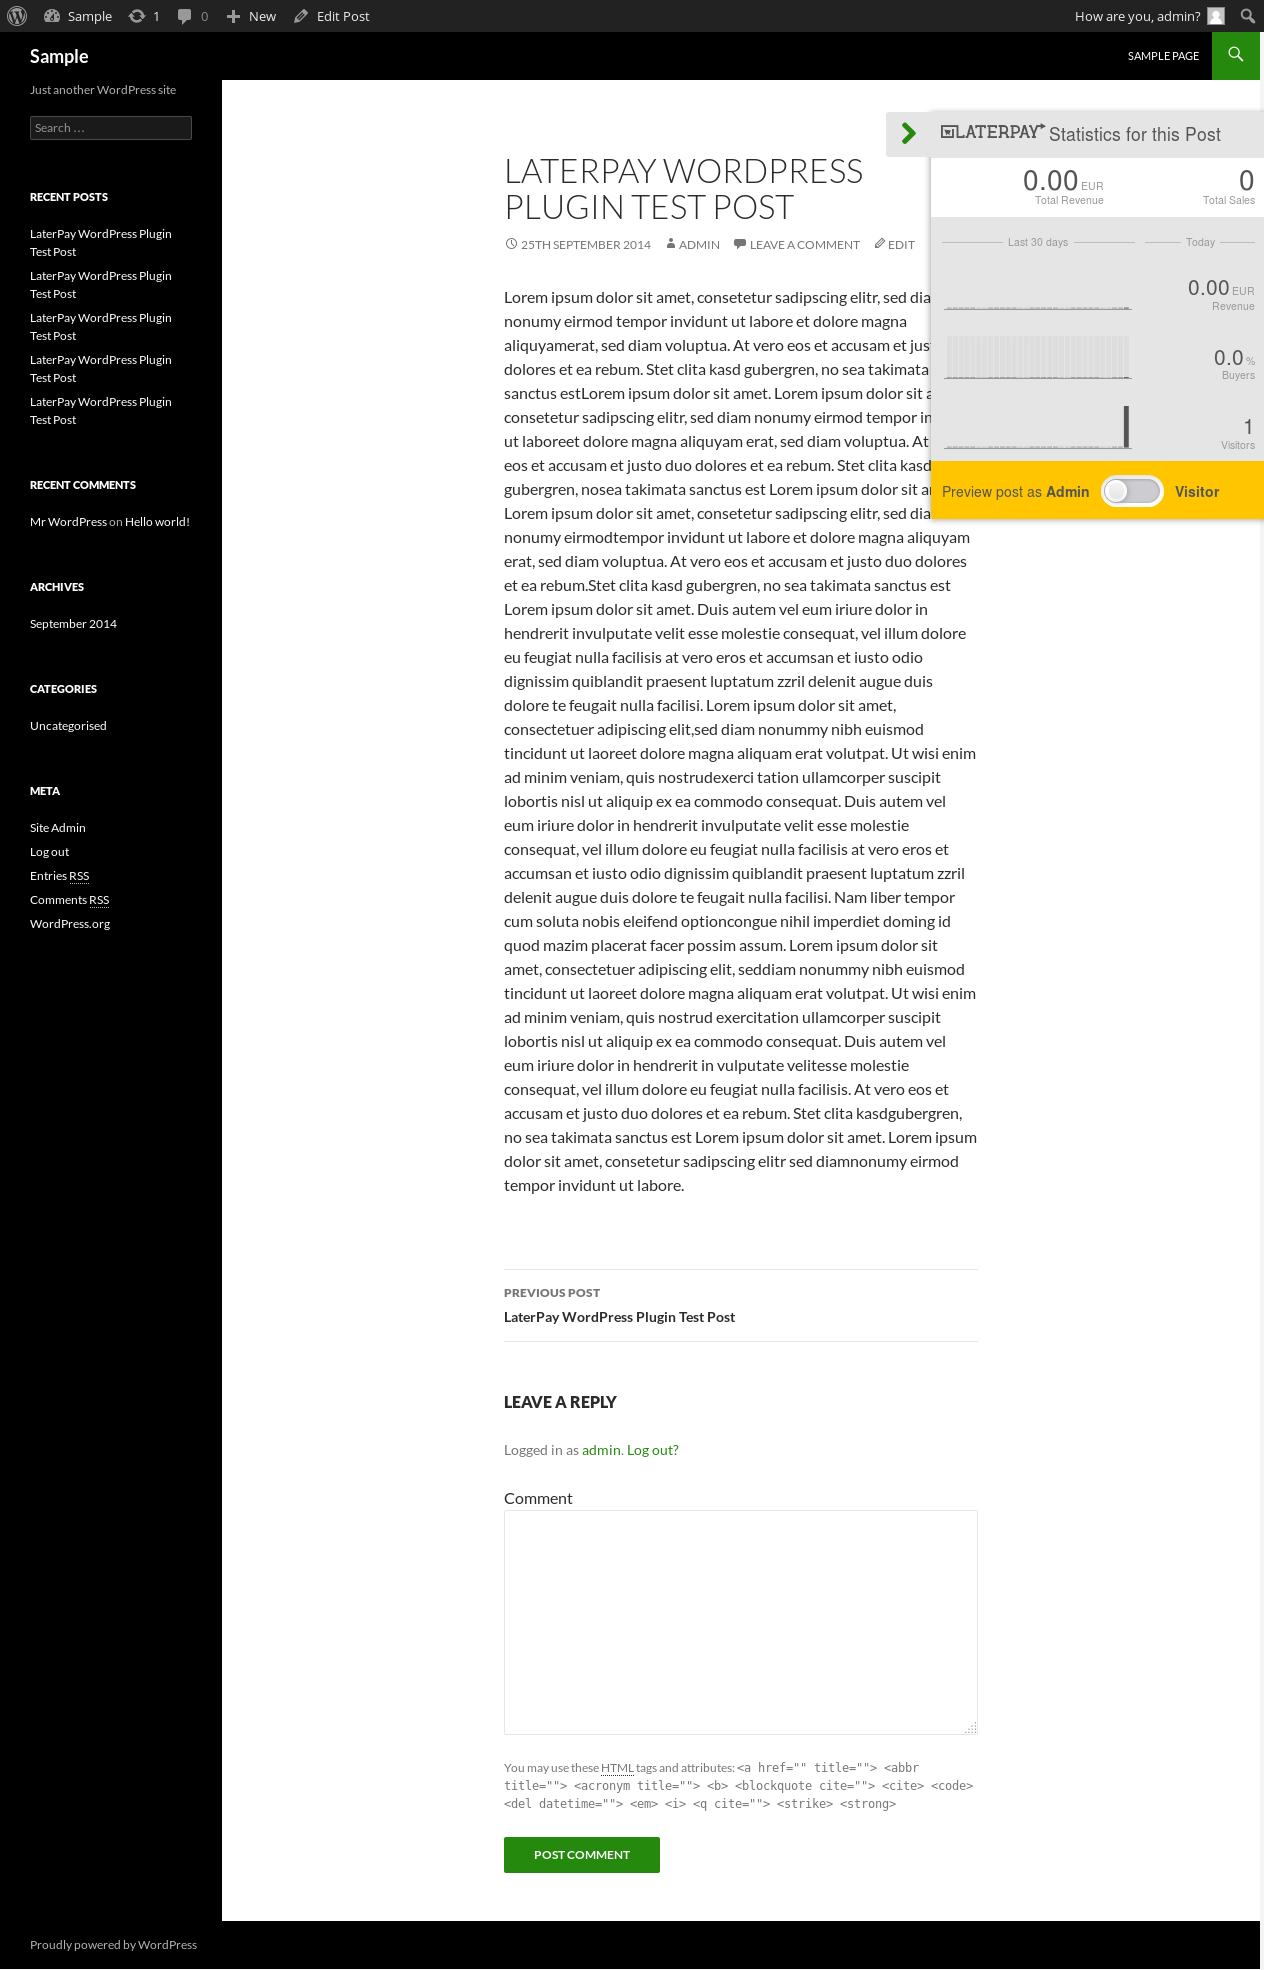 Sample
1
0
New
Edit Post
How are you, admin?
Sample
SAMPLE PAGE
Just another WordPress site
Search …
RECENT POSTS
LaterPay WordPress Plugin
Test Post
LaterPay WordPress Plugin
Test Post
LaterPay WordPress Plugin
Test Post
LaterPay WordPress Plugin
Test Post
LaterPay WordPress Plugin
Test Post
RECENT COMMENTS
Mr WordPress on Hello world!
ARCHIVES
September 2014
CATEGORIES
Uncategorised
META
Site Admin
Log out
Entries RSS
Comments RSS
WordPress.org
LATERPAY WORDPRESS
PLUGIN TEST POST
25TH SEPTEMBER 2014 ADMIN LEAVE A COMMENT EDIT
Lorem ipsum dolor sit amet, consetetur sadipscing elitr, sed dia
nonumy eirmod tempor invidunt ut labore et dolore magna
aliquyamerat, sed diam voluptua. At vero eos et accusam et jus
dolores et ea rebum. Stet clita kasd gubergren, no sea takimata
sanctus estLorem ipsum dolor sit amet. Lorem ipsum dolor sit a
consetetur sadipscing elitr, sed diam nonumy eirmod tempor in
ut laboreet dolore magna aliquyam erat, sed diam voluptua. At
eos et accusam et justo duo dolores et ea rebum. Stet clita kasd
gubergren, nosea takimata sanctus est Lorem ipsum dolor sit am
Lorem ipsum dolor sit amet, consetetur sadipscing elitr, sed dia
nonumy eirmodtempor invidunt ut labore et dolore magna aliquyam
erat, sed diam voluptua. At vero eos et accusam et justo duo dolores
et ea rebum.Stet clita kasd gubergren, no sea takimata sanctus est
Lorem ipsum dolor sit amet. Duis autem vel eum iriure dolor in
hendrerit invulputate velit esse molestie consequat, vel illum dolore
eu feugiat nulla facilisis at vero eros et accumsan et iusto odio
dignissim quiblandit praesent luptatum zzril delenit augue duis
dolore te feugait nulla facilisi. Lorem ipsum dolor sit amet,
consectetuer adipiscing elit,sed diam nonummy nibh euismod
tincidunt ut laoreet dolore magna aliquam erat volutpat. Ut wisi enim
ad minim veniam, quis nostrudexerci tation ullamcorper suscipit
lobortis nisl ut aliquip ex ea commodo consequat. Duis autem vel
eum iriure dolor in hendrerit invulputate velit esse molestie
consequat, vel illum dolore eu feugiat nulla facilisis at vero eros et
accumsan et iusto odio dignissim quiblandit praesent luptatum zzril
delenit augue duis dolore te feugait nulla facilisi. Nam liber tempor
cum soluta nobis eleifend optioncongue nihil imperdiet doming id
quod mazim placerat facer possim assum. Lorem ipsum dolor sit
amet, consectetuer adipiscing elit, seddiam nonummy nibh euismod
tincidunt ut laoreet dolore magna aliquam erat volutpat. Ut wisi enim
ad minim veniam, quis nostrud exercitation ullamcorper suscipit
lobortis nisl ut aliquip ex ea commodo consequat. Duis autem vel
eum iriure dolor in hendrerit in vulputate velitesse molestie
consequat, vel illum dolore eu feugiat nulla facilisis. At vero eos et
accusam et justo duo dolores et ea rebum. Stet clita kasdgubergren,
no sea takimata sanctus est Lorem ipsum dolor sit amet. Lorem ipsum
dolor sit amet, consetetur sadipscing elitr sed diamnonumy eirmod
tempor invidunt ut labore.
LATERPAY Statistics for this Post
0.00 EUR
Total Revenue
0
Total Sales
Last 30 days
Today
0.00 EUR
Revenue
0.0 %
Buyers
1
Visitors
Preview post as Admin
Visitor
PREVIOUS POST
LaterPay WordPress Plugin Test Post
LEAVE A REPLY
Logged in as admin. Log out?
Comment
You may use these HTML tags and attributes: <a href="" title=""> <abbr
title=""> <acronym title=""> <b> <blockquote cite=""> <cite> <code>
<del datetime=""> <em> <i> <q cite=""> <strike> <strong>
POST COMMENT
Proudly powered by WordPress